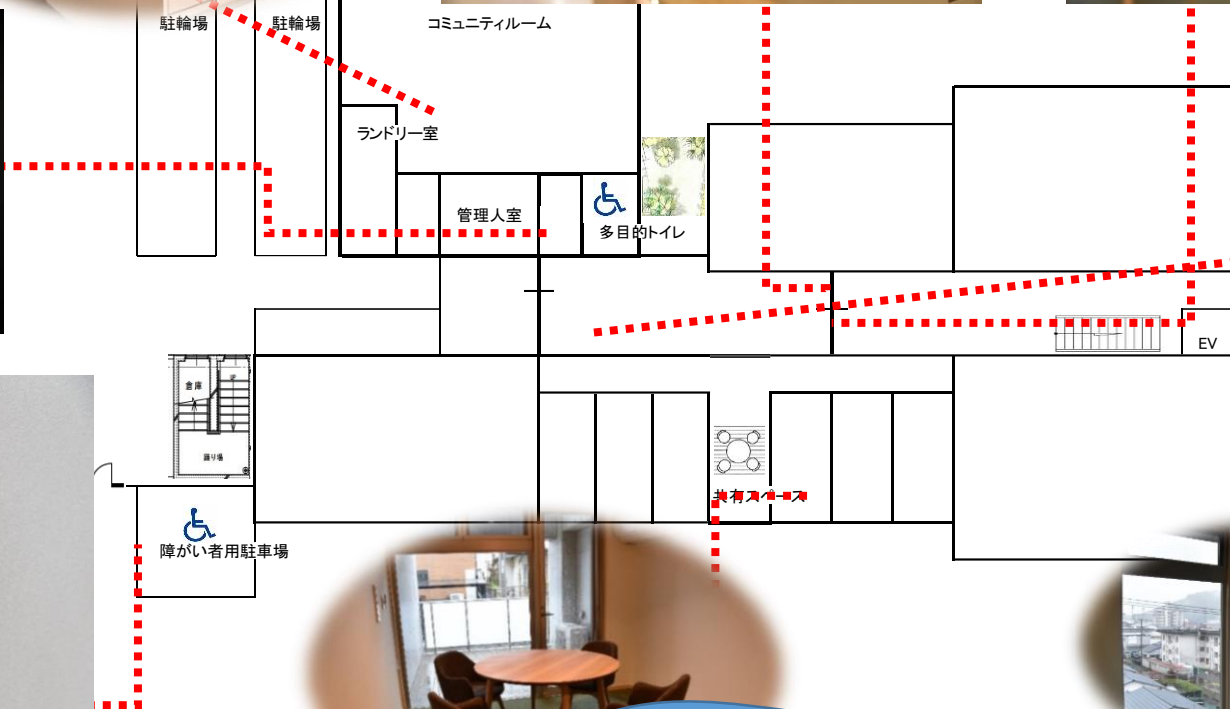 駐輪場
駐輪場
コミュニティルーム
ランドリー室
管理人室
多目的トイレ
EV
倉庫
踊り場
共有スペース
障がい者用駐車場